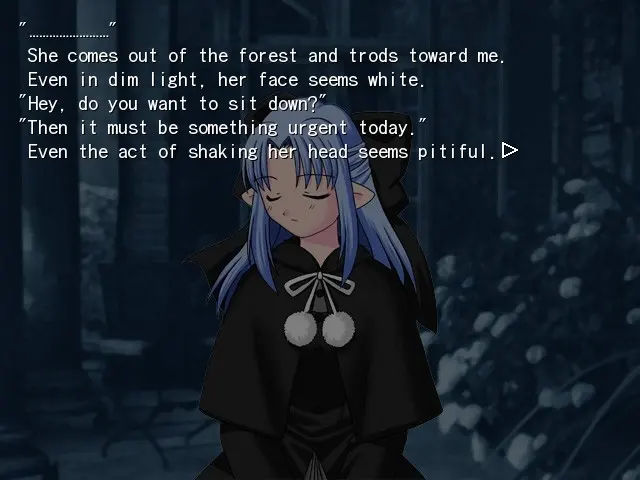 "……………………"
She comes out of the forest and trods toward me.
Even in dim light, her face seems white.
"Hey, do you want to sit down?"
"Then it must be something urgent today."
Even the act of shaking her head seems pitiful.